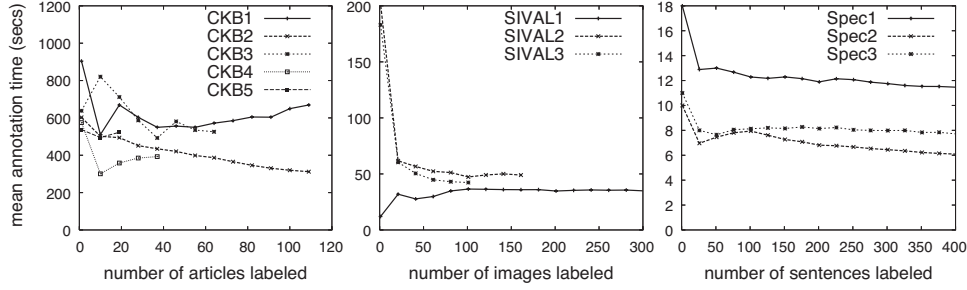 mean annotation time (secs)
1200
1000
800
600
400
200
0
0 20 40 60 80 100 120
number of articles labeled
CKB1
CKB2
CKB3
CKB4
CKB5
200
150
100
50
0
0 50 100 150 200 250 300
number of images labeled
SIVAL1
SIVAL2
SIVAL3
18
16
14
12
10
8
6
4
2
0
0 50 100 150 200 250 300 350 400
number of sentences labeled
Spec1
Spec2
Spec3